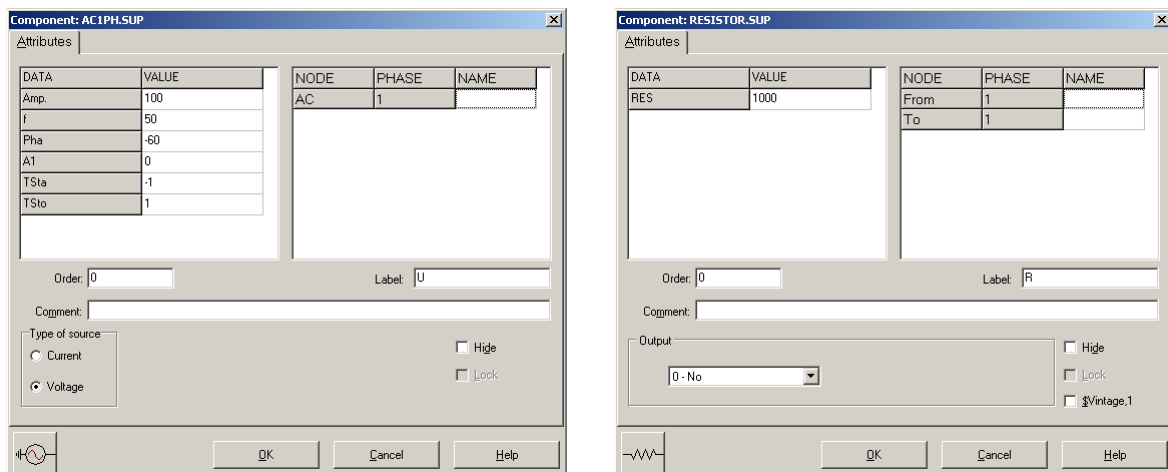 Component: AC1PH.SUP
Attributes
DATA VALUE
Amp. 100
f 50
Pha -60
A1 0
TSta -1
TSto 1
NODE PHASE NAME
AC 1
Order: 0
Label: U
Comment:
Type of source
Current
Voltage
Hide
Lock
OK Cancel Help
Component: RESISTOR.SUP
Attributes
DATA VALUE
RES 1000
NODE PHASE NAME
From 1
To 1
Order: 0
Label: R
Comment:
Output
0 - No
Hide
Lock
$Vintage,1
OK Cancel Help